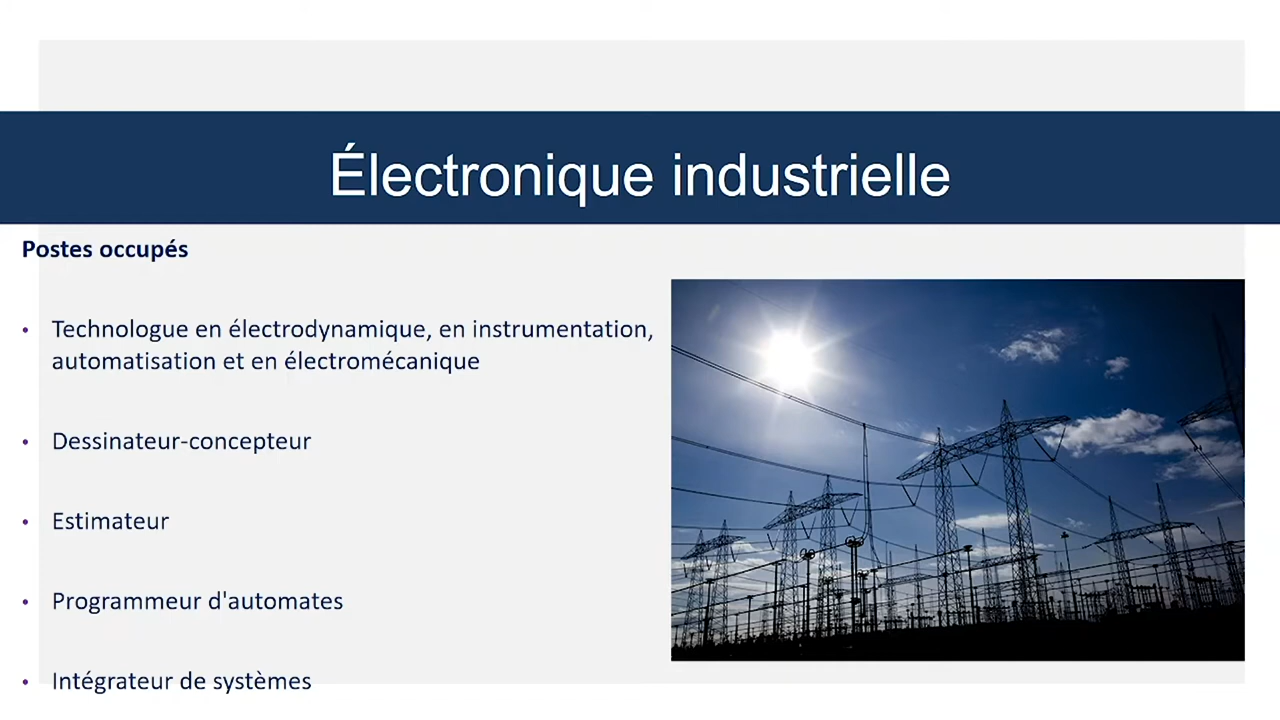 Électronique industrielle
Postes occupés
• Technologue en électrodynamique, en instrumentation,
automatisation et en électromécanique
• Dessinateur-concepteur
• Estimateur
• Programmeur d'automates
• Intégrateur de systèmes